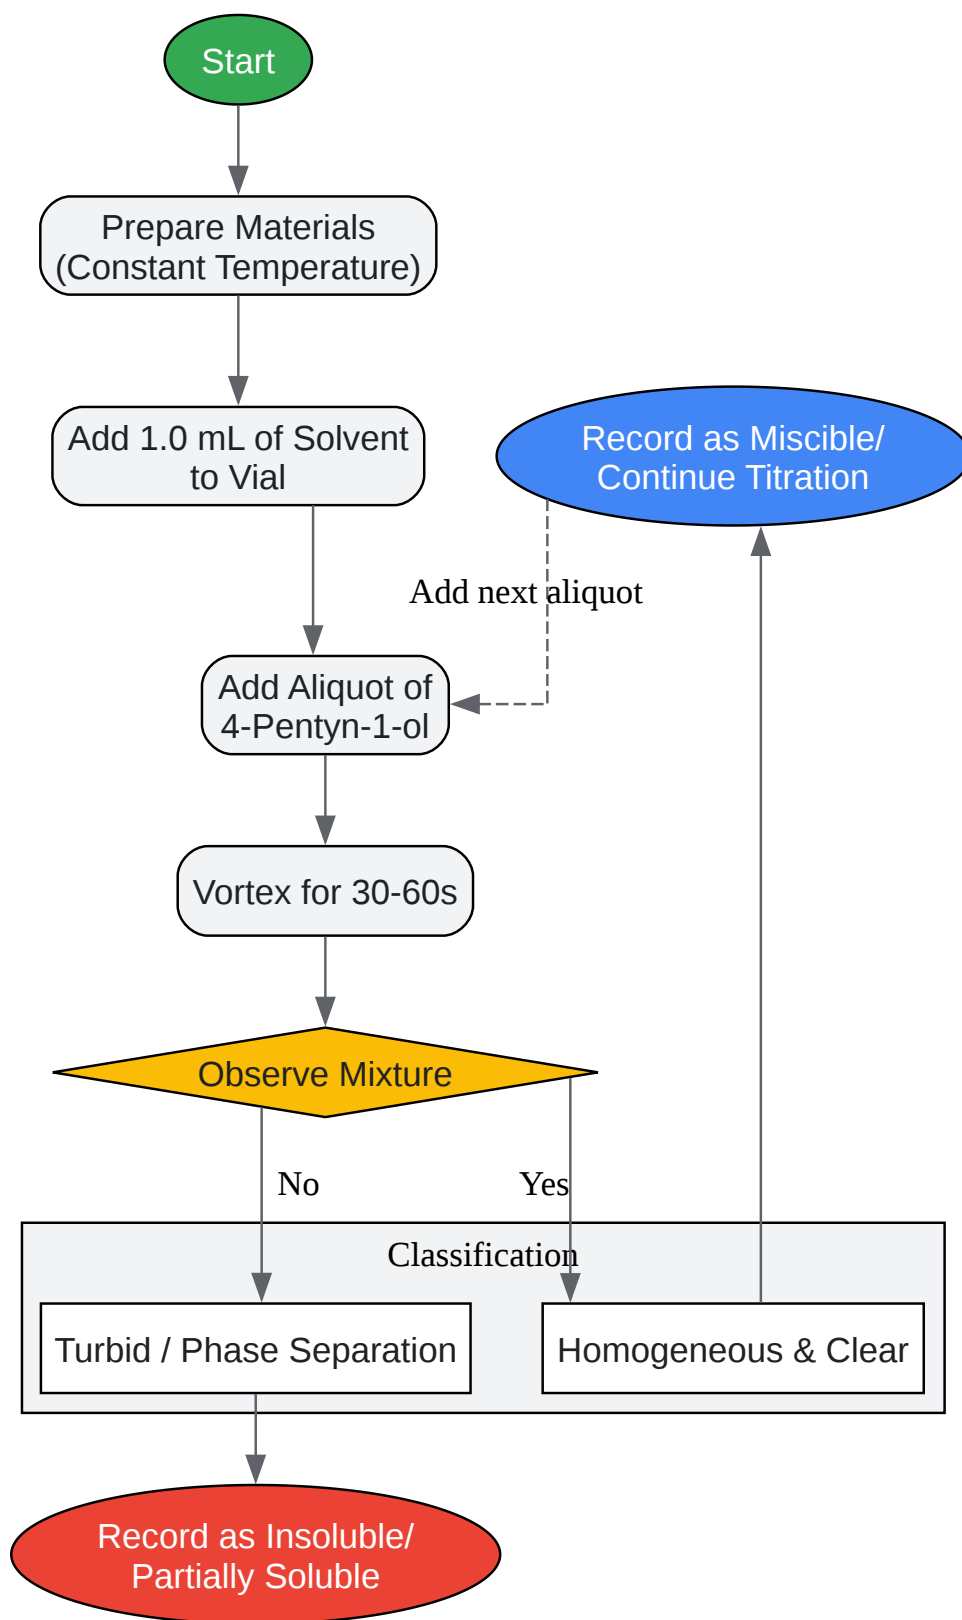 Start
Prepare Materials
(Constant Temperature)
Add 1.0 mL of Solvent
to Vial
Record as Miscible/
Continue Titration
Add next aliquot
Add Aliquot of
4-Pentyn-1-ol
Vortex for 30-60s
Observe Mixture
No
Yes
Classification
Turbid / Phase Separation
Homogeneous & Clear
Record as Insoluble/
Partially Soluble